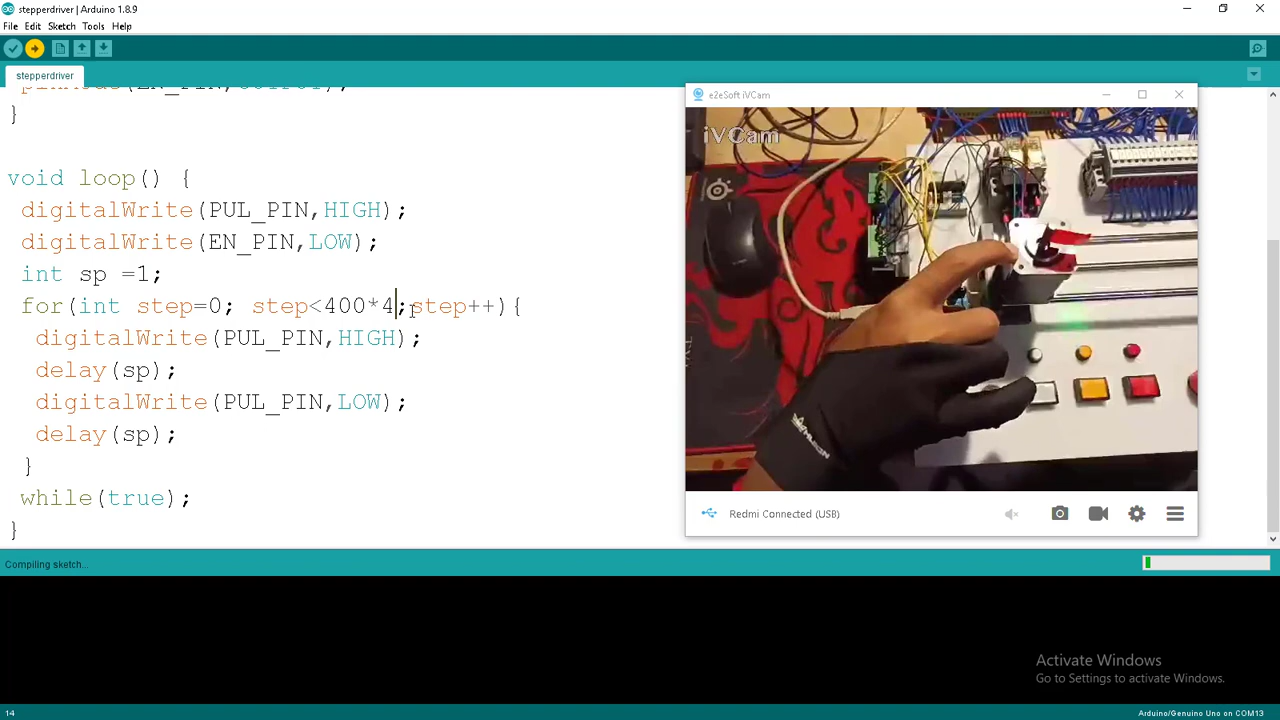 stepperdriver | Arduino 1.8.9
File Edit Sketch Tools Help
stepperdriver
}
void loop() {
digitalWrite(PUL_PIN,HIGH);
digitalWrite(EN_PIN,LOW);
int sp =1;
for(int step=0; step<400*4;step++){
digitalWrite(PUL_PIN,HIGH);
delay(sp);
digitalWrite(PUL_PIN,LOW);
delay(sp);
}
while(true);
}
e2eSoft iVCam
iVCam
Redmi Connected (USB)
Compiling sketch...
Activate Windows
Go to Settings to activate Windows.
14
Arduino/Genuino Uno on COM13